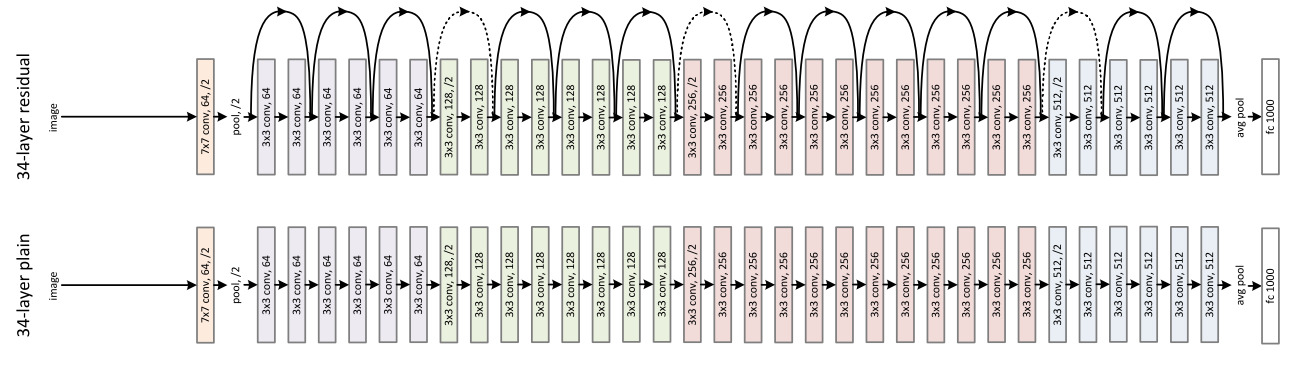 34-layer residual
image
7x7 conv, 64, /2
pool, /2
3x3 conv, 64
3x3 conv, 64
3x3 conv, 64
3x3 conv, 64
3x3 conv, 64
3x3 conv, 64
3x3 conv, 128, /2
3x3 conv, 128
3x3 conv, 128
3x3 conv, 128
3x3 conv, 128
3x3 conv, 128
3x3 conv, 128
3x3 conv, 128
3x3 conv, 256, /2
3x3 conv, 256
3x3 conv, 256
3x3 conv, 256
3x3 conv, 256
3x3 conv, 256
3x3 conv, 256
3x3 conv, 256
3x3 conv, 256
3x3 conv, 256
3x3 conv, 256
3x3 conv, 256
3x3 conv, 512, /2
3x3 conv, 512
3x3 conv, 512
3x3 conv, 512
3x3 conv, 512
3x3 conv, 512
avg pool
fc 1000
34-layer plain
image
7x7 conv, 64, /2
pool, /2
3x3 conv, 64
3x3 conv, 64
3x3 conv, 64
3x3 conv, 64
3x3 conv, 64
3x3 conv, 64
3x3 conv, 128, /2
3x3 conv, 128
3x3 conv, 128
3x3 conv, 128
3x3 conv, 128
3x3 conv, 128
3x3 conv, 128
3x3 conv, 128
3x3 conv, 256, /2
3x3 conv, 256
3x3 conv, 256
3x3 conv, 256
3x3 conv, 256
3x3 conv, 256
3x3 conv, 256
3x3 conv, 256
3x3 conv, 256
3x3 conv, 256
3x3 conv, 256
3x3 conv, 256
3x3 conv, 512, /2
3x3 conv, 512
3x3 conv, 512
3x3 conv, 512
3x3 conv, 512
3x3 conv, 512
avg pool
fc 1000